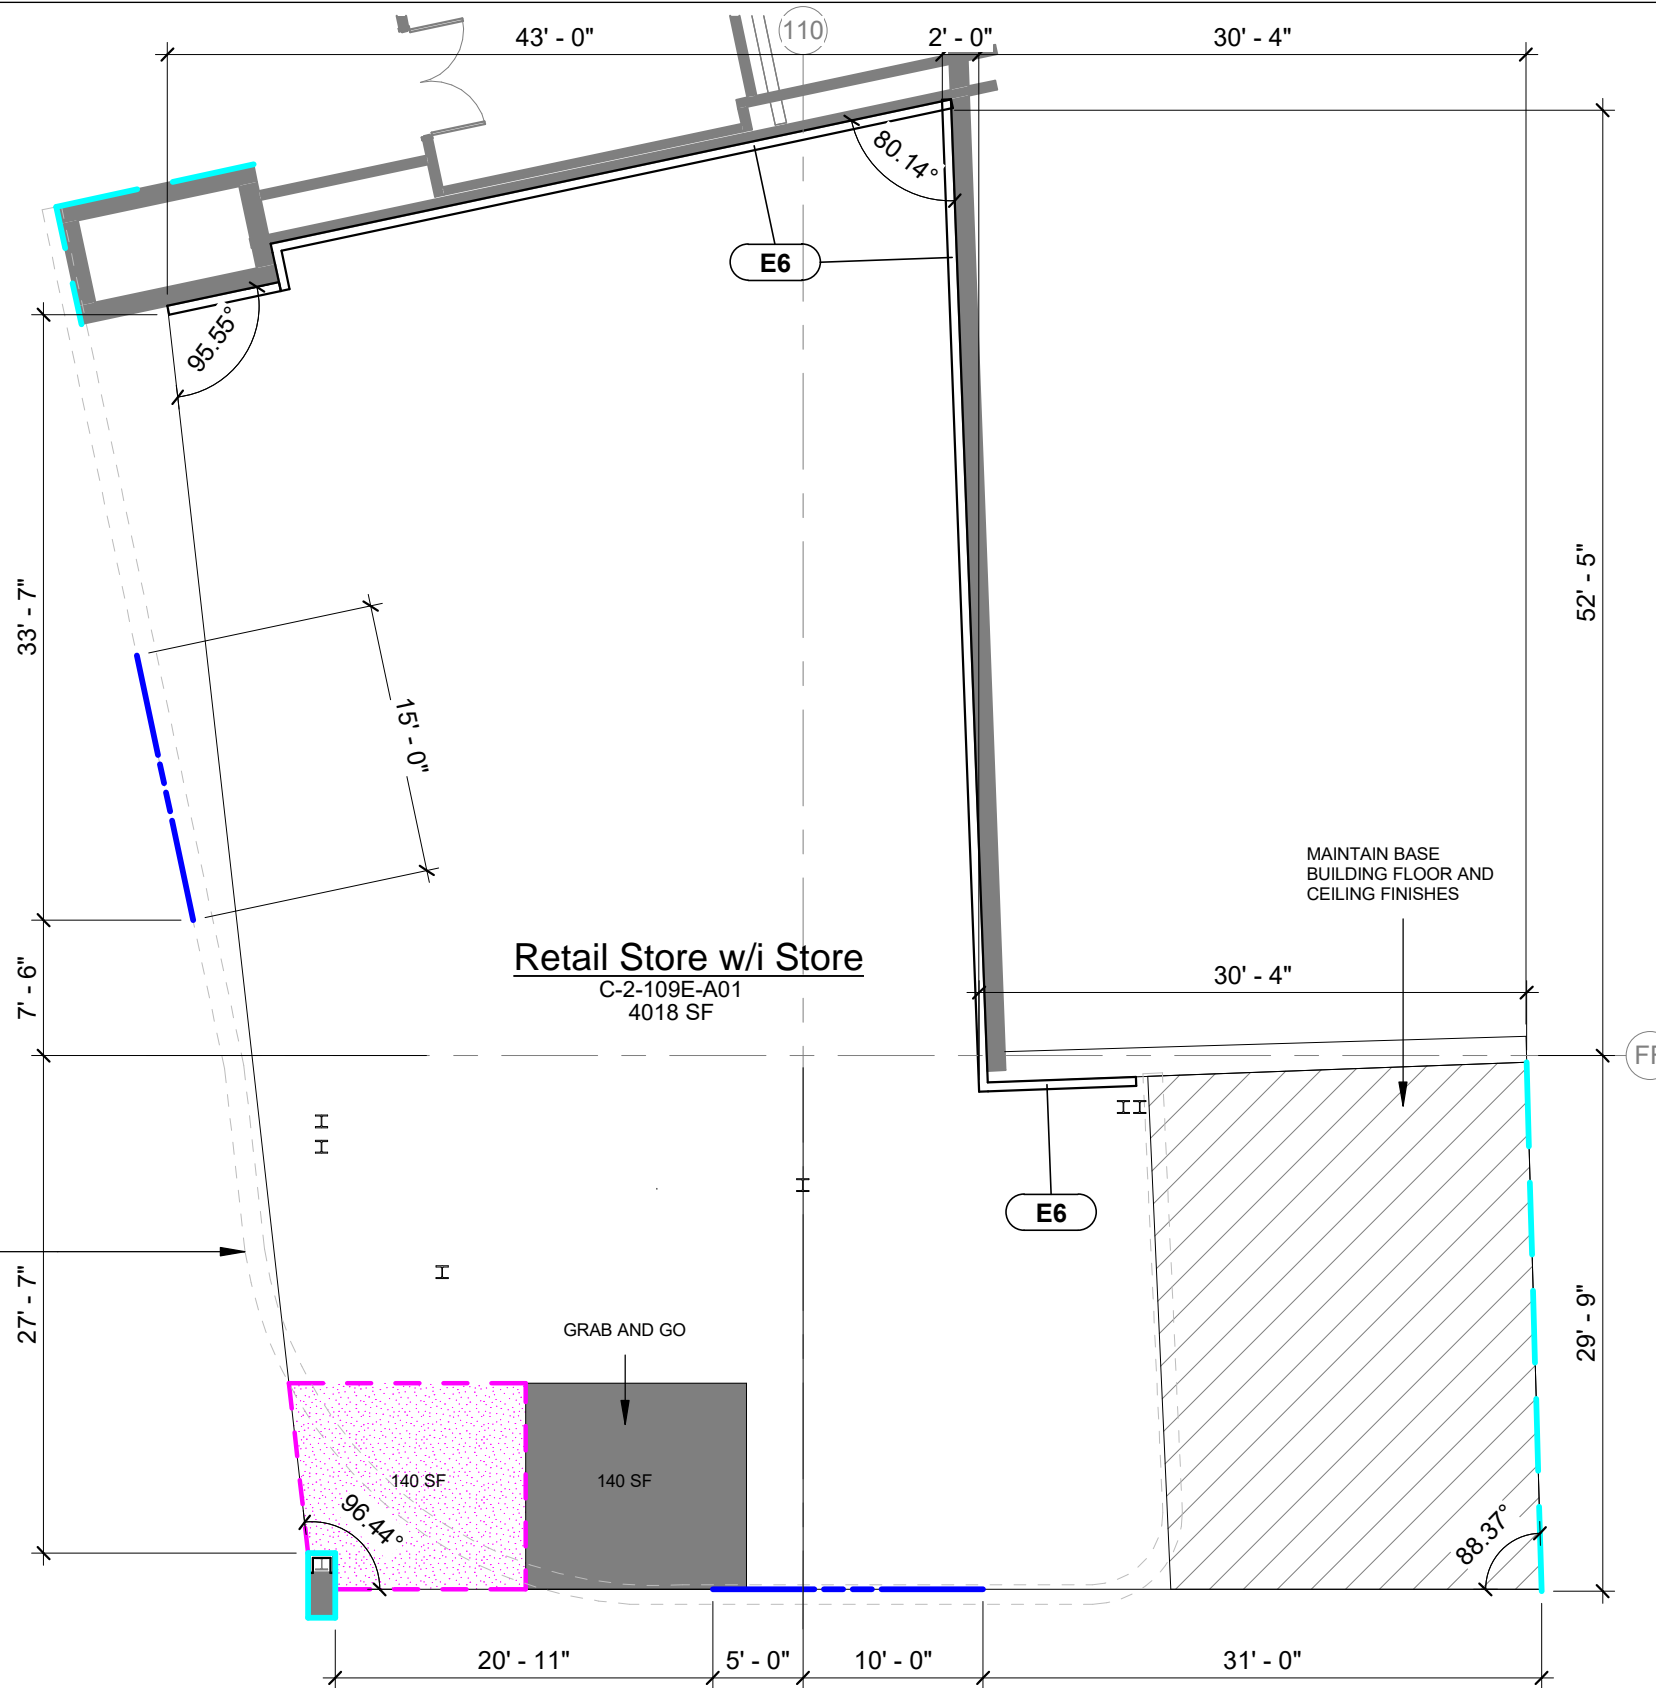 43' - 0"
110
2' - 0"
30' - 4"
80.14°
E6
95.55°
33' - 7"
52' - 5"
15' - 0"
MAINTAIN BASE
BUILDING FLOOR AND
CEILING FINISHES
Retail Store w/i Store
C-2-109E-A01
4018 SF
30' - 4"
7' - 6"
E6
27' - 7"
29' - 9"
GRAB AND GO
140 SF
140 SF
96.44°
88.37°
20' - 11"
5' - 0"
10' - 0"
31' - 0"